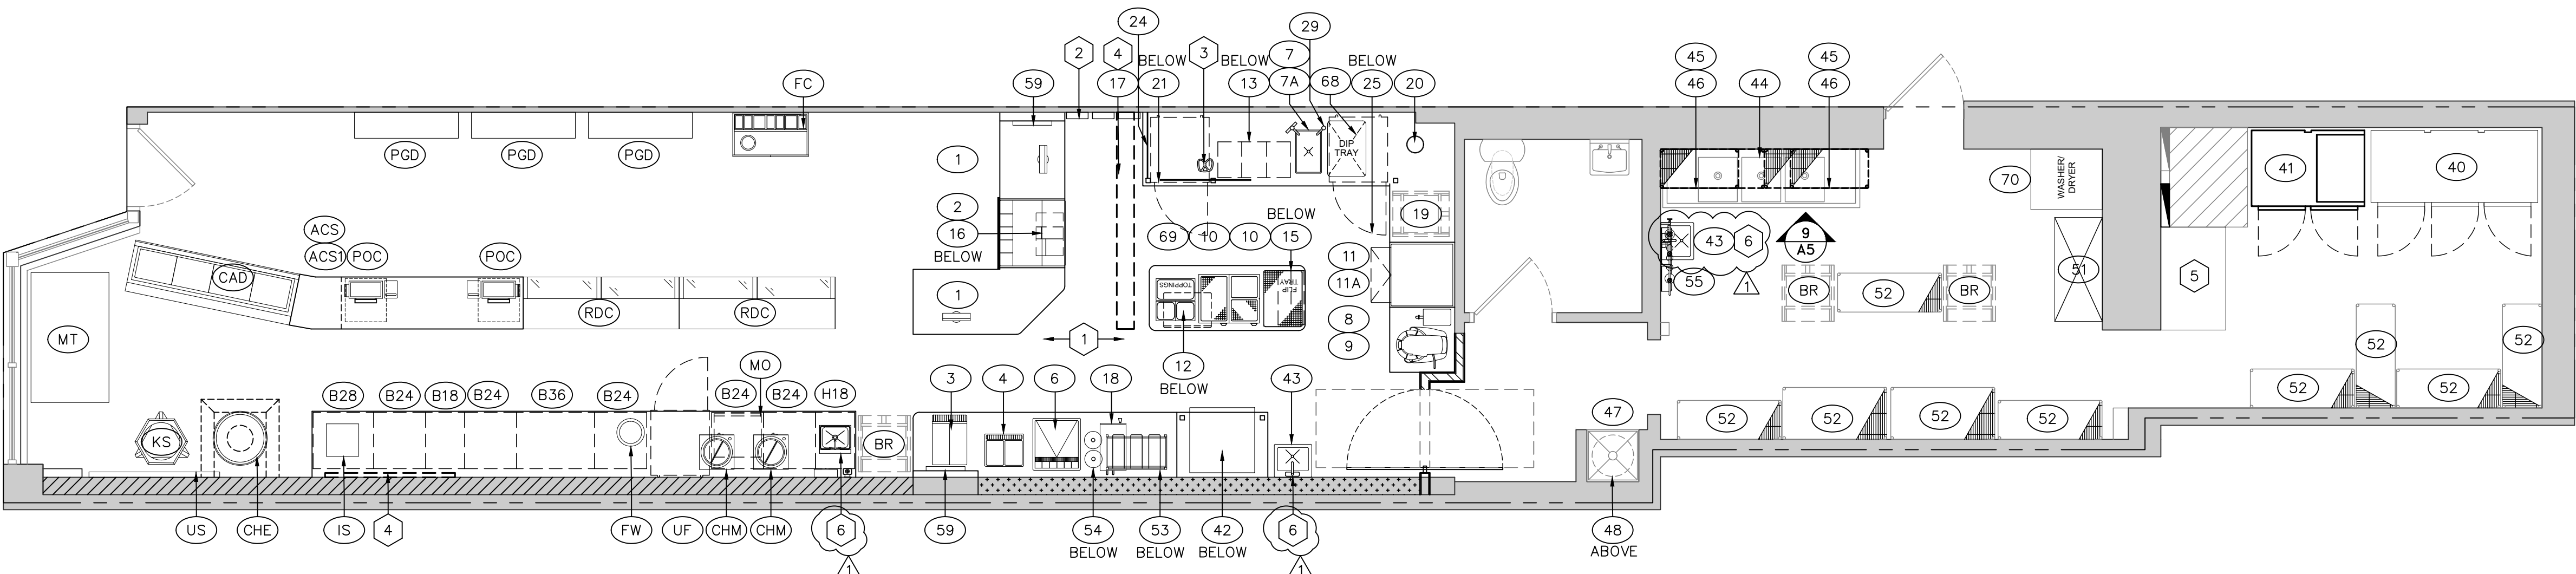 24
29
2
4
3
7
45
45
BELOW
BELOW
BELOW
FC
59
17
21
13
7A
68
25
20
46
44
46
PGD
PGD
PGD
1
DIP
TRAY
70
WASHER/
DRYER
41
40
2
16
BELOW
19
ACS
ACS1
POC
POC
BELOW
69
10
10
15
11
11A
43
6
9
A5
55
1
51
5
CAD
1
TOPPINGS
FLIP
TRAY
BR
52
BR
RDC
RDC
8
9
MT
1
12
BELOW
52
52
MO
B28
B24
B18
B24
B36
B24
B24
B24
H18
3
4
6
18
43
52
52
KS
BR
47
52
52
52
52
US
CHE
IS
4
FW
UF
CHM
CHM
6
59
54
53
42
6
48
BELOW
BELOW
BELOW
ABOVE
1
1